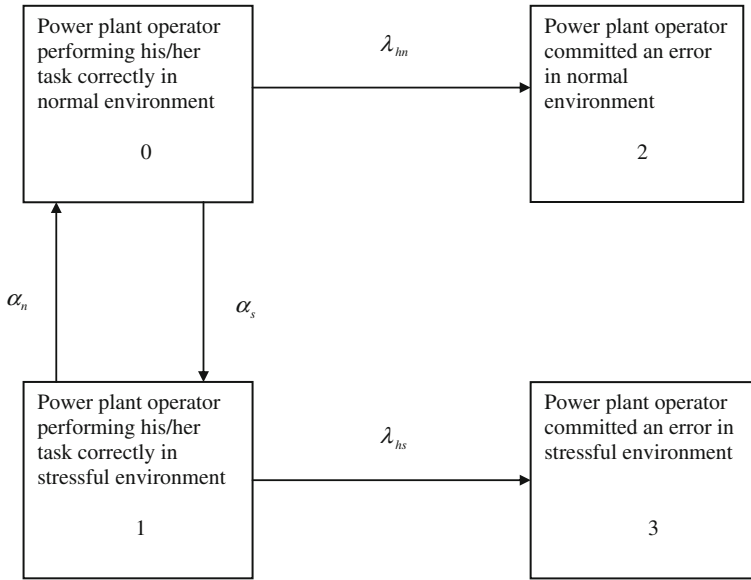 Power plant operator
performing his/her
task correctly in
normal environment
0
λhn
Power plant operator
committed an error
in normal
environment
2
αn
αs
Power plant operator
performing his/her
task correctly in
stressful environment
1
λhs
Power plant operator
committed an error in
stressful environment
3